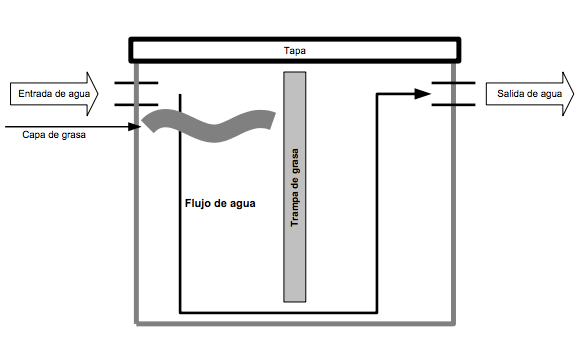 Tapa
Entrada de agua
Salida de agua
Capa de grasa
Flujo de agua
Trampa de grasa